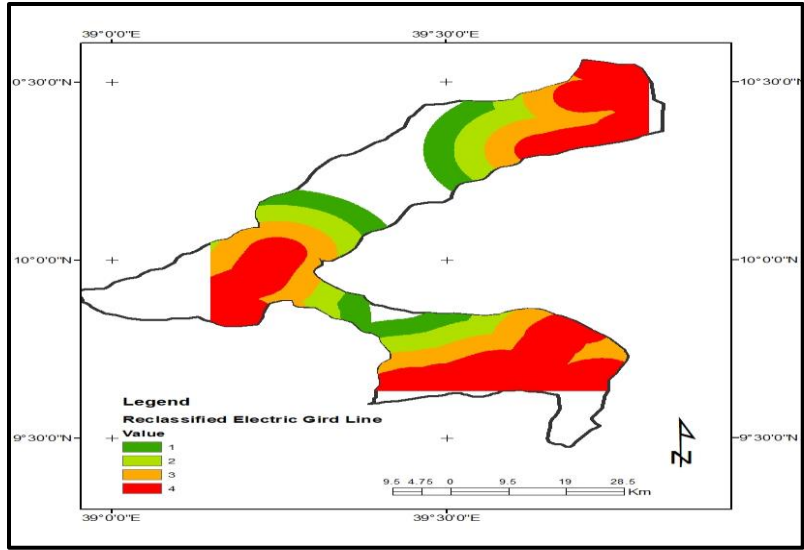 39°0'0"E 39°30'0"E
0°30'0"N 10°30'0"N
10°0'0"N 10°0'0"N
9°30'0"N 9°30'0"N
Legend
Reclassified Electric Gird Line
Value
1
2
3
4
N
9.5 4.75 0 9.5 19 28.5
Km
39°0'0"E 39°30'0"E